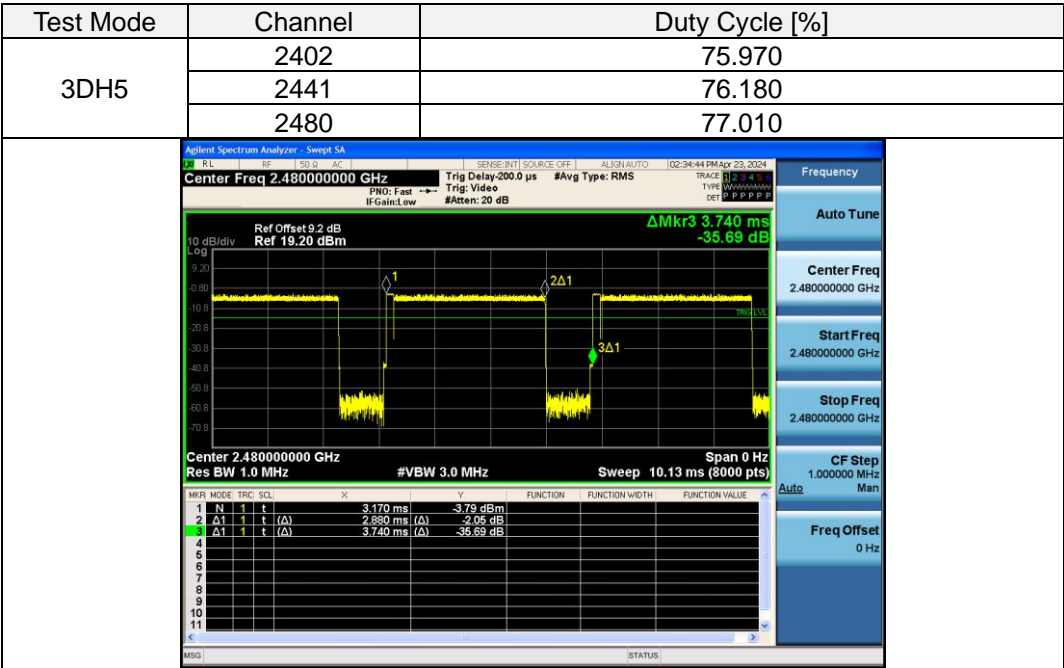 Test Mode Channel Duty Cycle [%]
3DH5
2402 75.970
2441 76.180
2480 77.010
Agilent Spectrum Analyzer - Swept SA
RL RF 50 Ω AC SENSE:INT SOURCE OFF ALIGN AUTO 02:34:44 PM Apr 23, 2024
Center Freq 2.480000000 GHz Trig Delay-200.0 µs #Avg Type: RMS TRACE 1 2 3 4 5 6
PNO: Fast Trig: Video TYPE
IFGain:Low #Atten: 20 dB DET P P P P P P
Frequency
Auto Tune
Center Freq
2.480000000 GHz
Start Freq
2.480000000 GHz
Stop Freq
2.480000000 GHz
CF Step
1.000000 MHz
Auto Man
Freq Offset
0 Hz
ΔMkr3 3.740 ms
-35.69 dB
Ref Offset 9.2 dB
10 dB/div Ref 19.20 dBm
Log
9.20
-0.80
-10.8
-20.8
-30.8
-40.8
-50.8
-60.8
-70.8
1
2Δ1
3Δ1
TRIG LVL
Center 2.480000000 GHz Span 0 Hz
Res BW 1.0 MHz #VBW 3.0 MHz Sweep 10.13 ms (8000 pts)
MKR MODE TRC SCL X Y FUNCTION FUNCTION WIDTH FUNCTION VALUE
1 N 1 t 3.170 ms -3.79 dBm
2 Δ1 1 t (Δ) 2.880 ms (Δ) -2.05 dB
3 Δ1 1 t (Δ) 3.740 ms (Δ) -35.69 dB
4
5
6
7
8
9
10
11
MSG STATUS